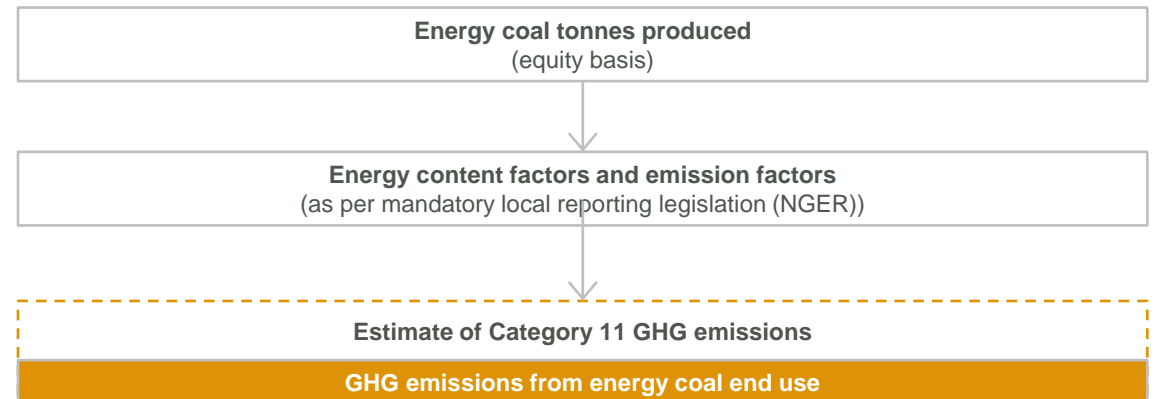 Energy coal tonnes produced
(equity basis)
Energy content factors and emission factors
(as per mandatory local reporting legislation (NGER))
Estimate of Category 11 GHG emissions
GHG emissions from energy coal end use